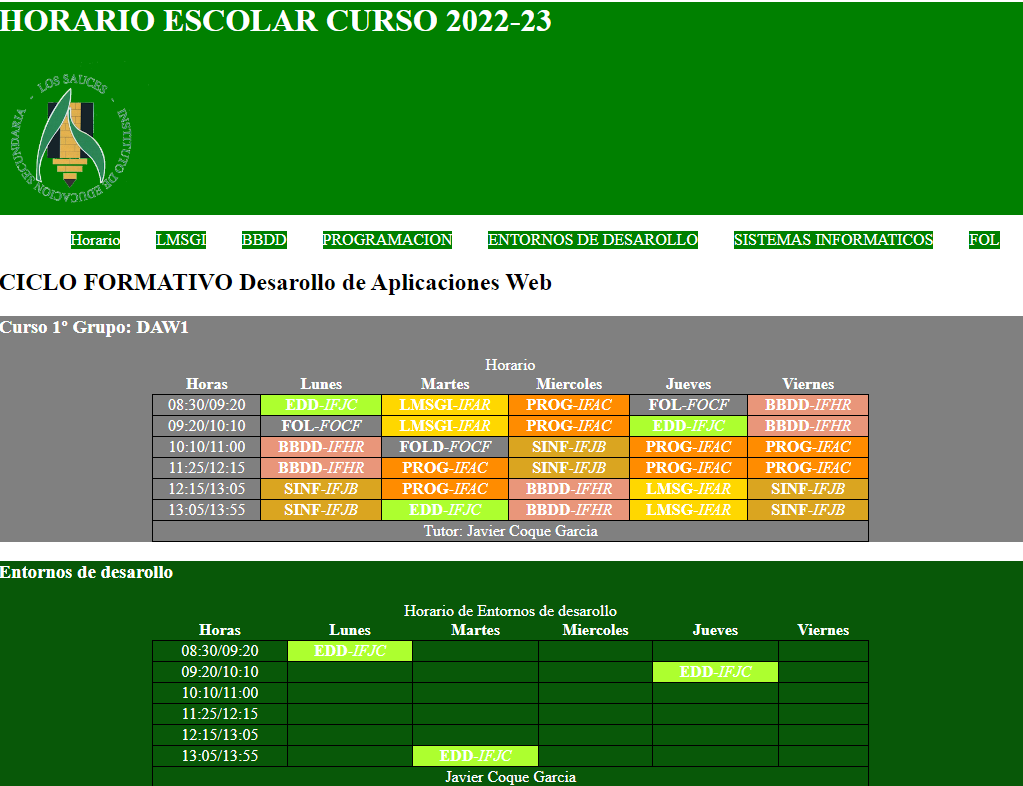 HORARIO ESCOLAR CURSO 2022-23
- LOS SAUCES - INSTITUTO DE EDUCACION SECUNDARIA
Horario LMSGI BBDD PROGRAMACION ENTORNOS DE DESAROLLO SISTEMAS INFORMATICOS FOL
CICLO FORMATIVO Desarollo de Aplicaciones Web
Curso 1º Grupo: DAW1
Horario
Horas Lunes Martes Miercoles Jueves Viernes
08:30/09:20 EDD-IFJC LMSGI-IFAR PROG-IFAC FOL-FOCF BBDD-IFHR
09:20/10:10 FOL-FOCF LMSGI-IFAR PROG-IFAC EDD-IFJC BBDD-IFHR
10:10/11:00 BBDD-IFHR FOLD-FOCF SINF-IFJB PROG-IFAC PROG-IFAC
11:25/12:15 BBDD-IFHR PROG-IFAC SINF-IFJB PROG-IFAC PROG-IFAC
12:15/13:05 SINF-IFJB PROG-IFAC BBDD-IFHR LMSG-IFAR SINF-IFJB
13:05/13:55 SINF-IFJB EDD-IFJC BBDD-IFHR LMSG-IFAR SINF-IFJB
Tutor: Javier Coque Garcia
Entornos de desarollo
Horario de Entornos de desarollo
Horas Lunes Martes Miercoles Jueves Viernes
08:30/09:20 EDD-IFJC
09:20/10:10 EDD-IFJC
10:10/11:00
11:25/12:15
12:15/13:05
13:05/13:55 EDD-IFJC
Javier Coque Garcia